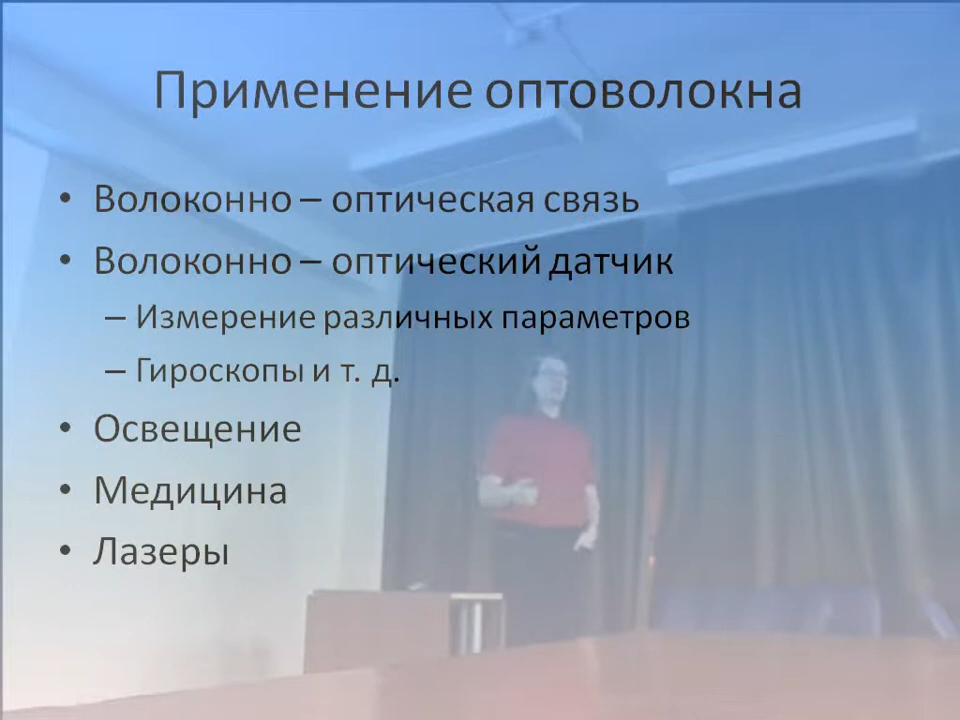 Применение оптоволокна
• Волоконно – оптическая связь
• Волоконно – оптический датчик
– Измерение различных параметров
– Гироскопы и т. д.
• Освещение
• Медицина
• Лазеры